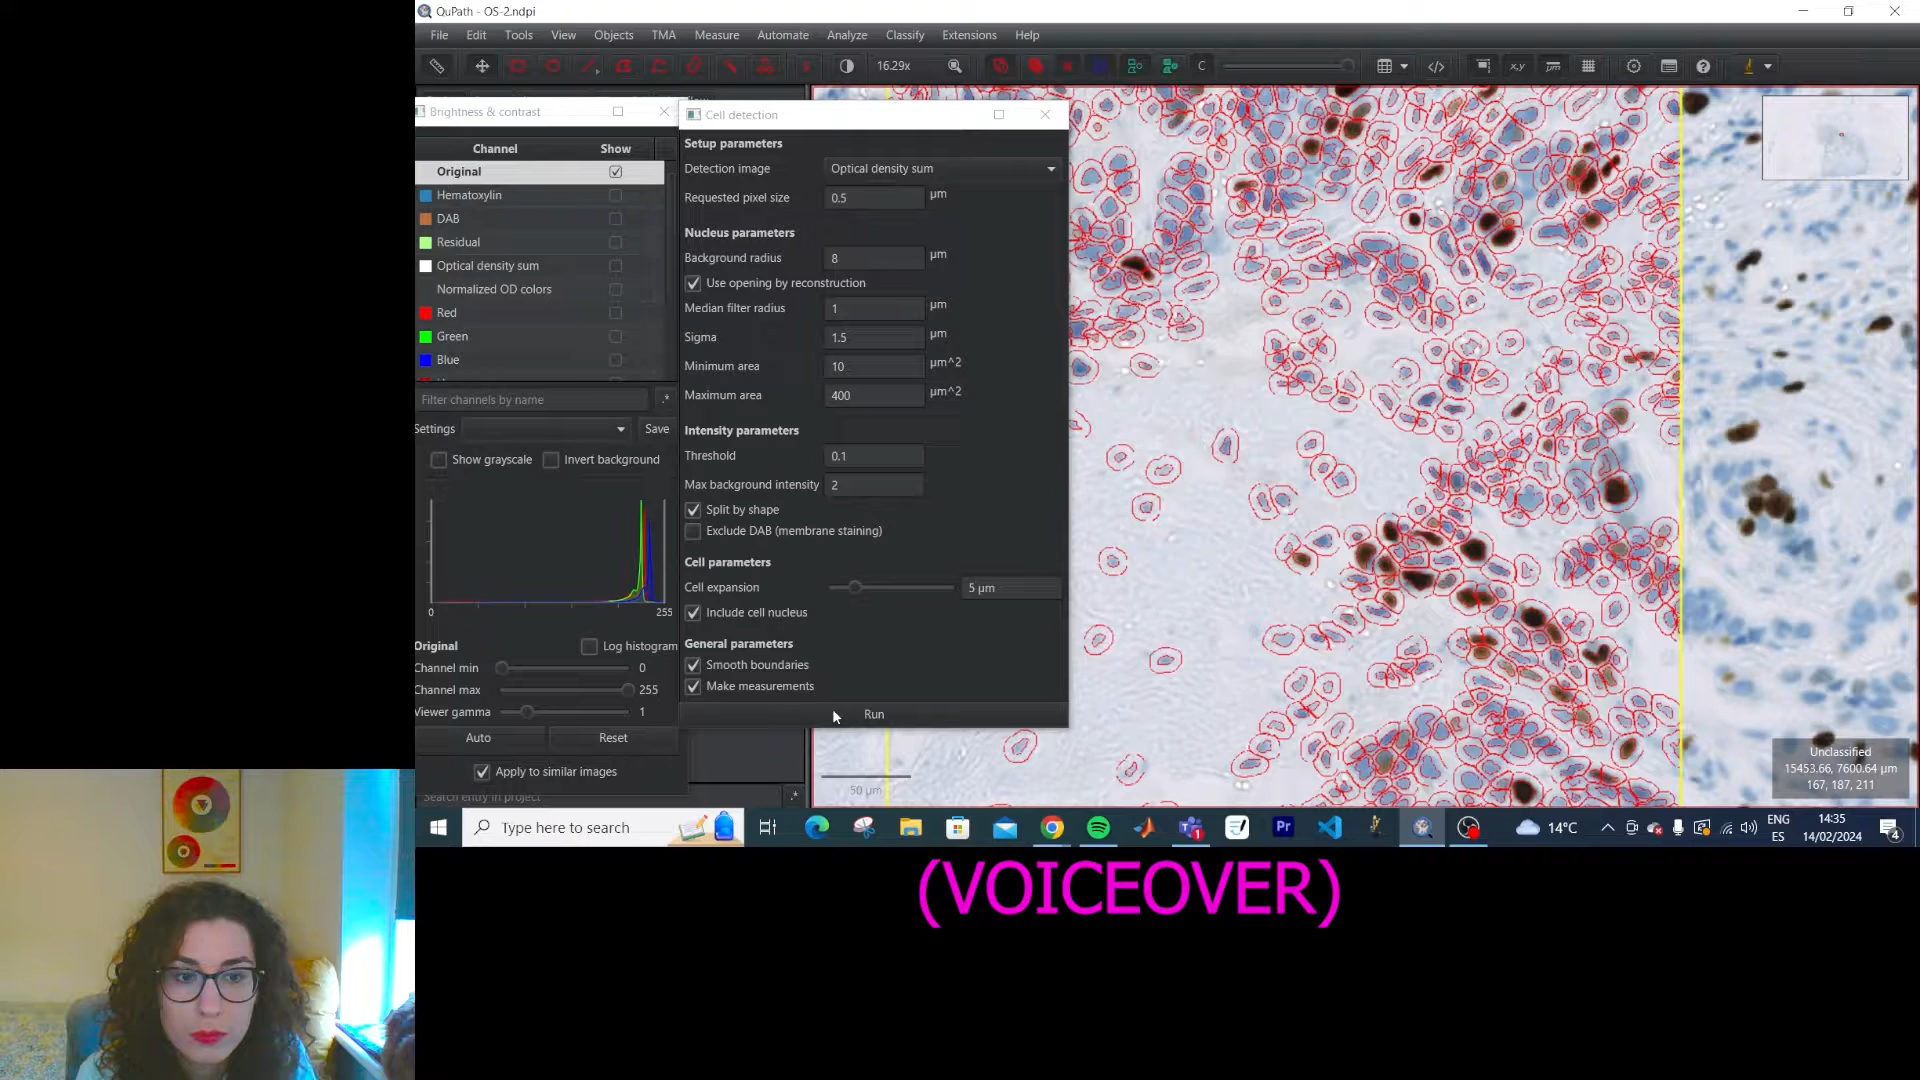 QuPath - OS-2.ndpi
File Edit Tools View Objects TMA Measure Automate Analyze Classify Extensions Help
C 16.29x x,y µm
Brightness & contrast
Channel Show
Original
Hematoxylin
DAB
Residual
Optical density sum
Normalized OD colors
Red
Green
Blue
Filter channels by name .*
Settings Save
Show grayscale Invert background
0 255
Original Log histogram
Channel min 0
Channel max 255
Viewer gamma 1
Auto Reset
Apply to similar images
Search entry in project .*
Cell detection
Setup parameters
Detection image Optical density sum
Requested pixel size 0.5 µm
Nucleus parameters
Background radius 8 µm
Use opening by reconstruction
Median filter radius 1 µm
Sigma 1.5 µm
Minimum area 10 µm^2
Maximum area 400 µm^2
Intensity parameters
Threshold 0.1
Max background intensity 2
Split by shape
Exclude DAB (membrane staining)
Cell parameters
Cell expansion 5 µm
Include cell nucleus
General parameters
Smooth boundaries
Make measurements
Run
50 µm
Unclassified
15453.66, 7600.64 µm
167, 187, 211
Type here to search
Pr
14°C
ENG
ES
14:35
14/02/2024
4
(VOICEOVER)